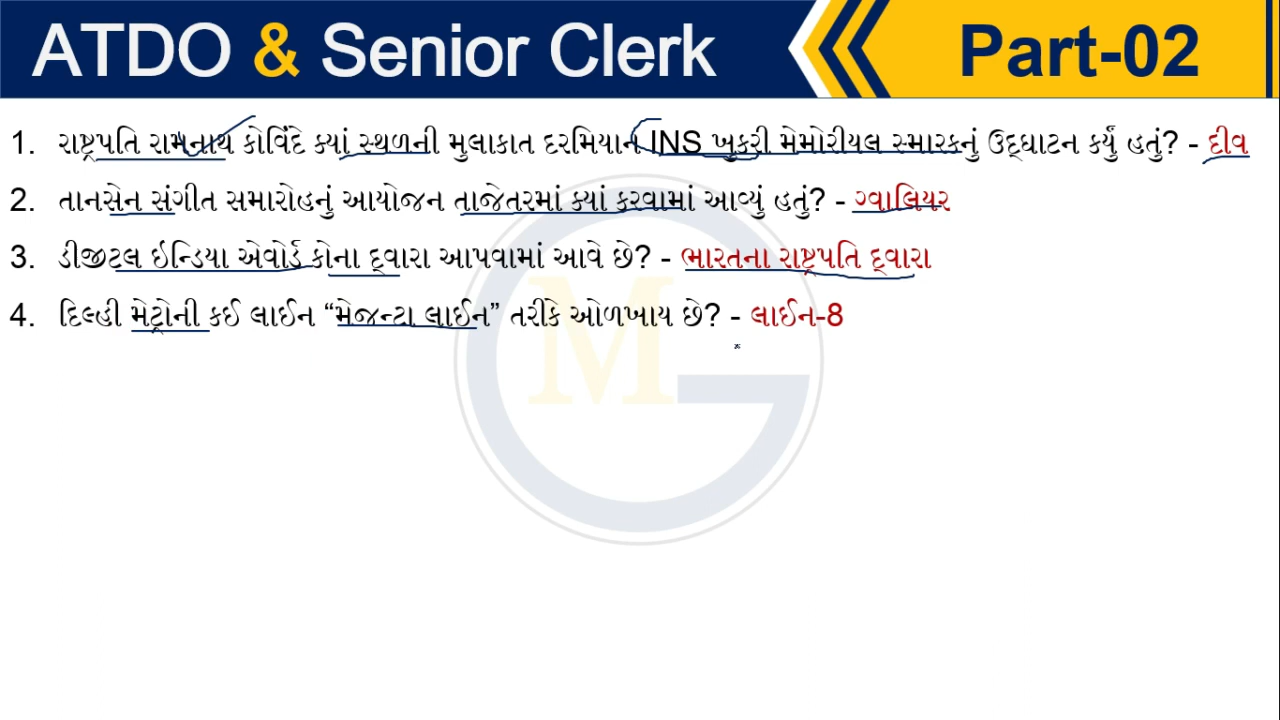 ATDO & Senior Clerk
Part-02
1. રાષ્ટ્રપતિ રામનાથ કોવિંદે ક્યાં સ્થળની મુલાકાત દરમિયાન INS ખુકરી મેમોરીયલ સ્મારકનું ઉદ્‌ઘાટન કર્યું હતું? - દીવ
2. તાનસેન સંગીત સમારોહનું આયોજન તાજેતરમાં ક્યાં કરવામાં આવ્યું હતું? - ગ્વાલિયર
3. ડીજીટલ ઇન્ડિયા એવોર્ડ કોના દ્‌વારા આપવામાં આવે છે? - ભારતના રાષ્ટ્રપતિ દ્‌વારા
4. દિલ્હી મેટ્રોની કઈ લાઈન “મેજન્ટા લાઈન” તરીકે ઓળખાય છે? - લાઈન-8
MG